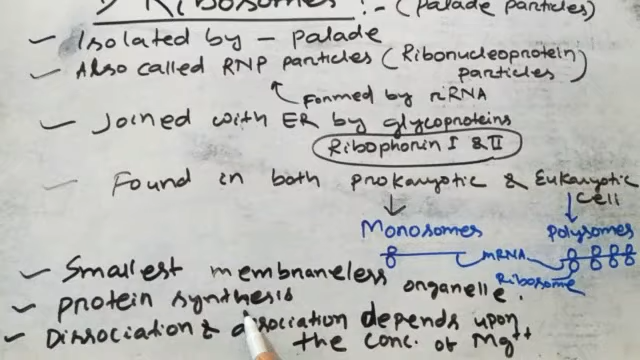 Ribosomes :- (Palade Particles)
Isolated by - Palade
Also called RNP particles (Ribonucleoprotein particles)
Formed by rRNA
Joined with ER by glycoproteins
Ribophorin I & II
Found in both prokaryotic & Eukaryotic cell
Monosomes Polysomes
mRNA
Ribosome
Smallest membraneless organelle.
Protein synthesis
Dissociation & association depends upon
the conc. of Mg++